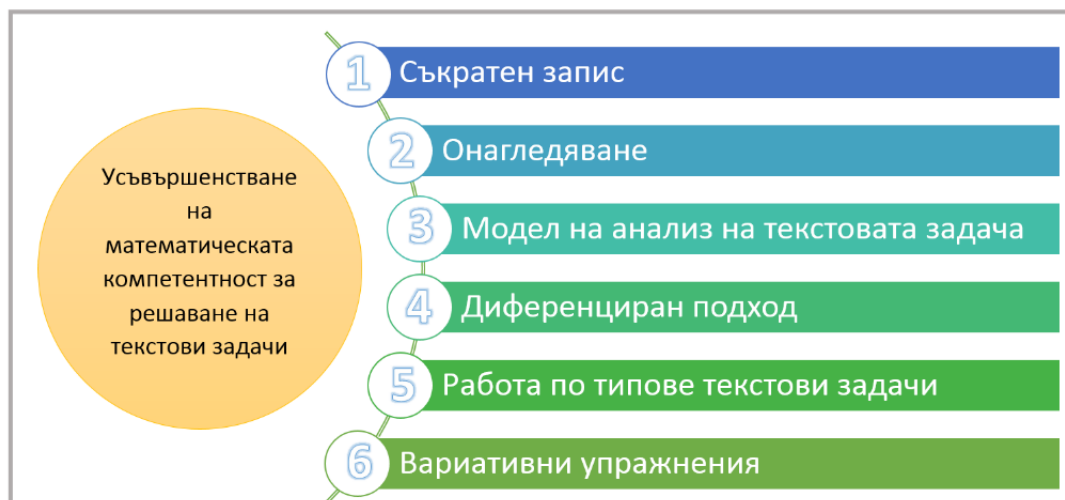 Усъвършенстване
на
математическата
компетентност за
решаване на
текстови задачи
1 Съкратен запис
2 Онагледяване
3 Модел на анализ на текстовата задача
4 Диференциран подход
5 Работа по типове текстови задачи
6 Вариативни упражнения